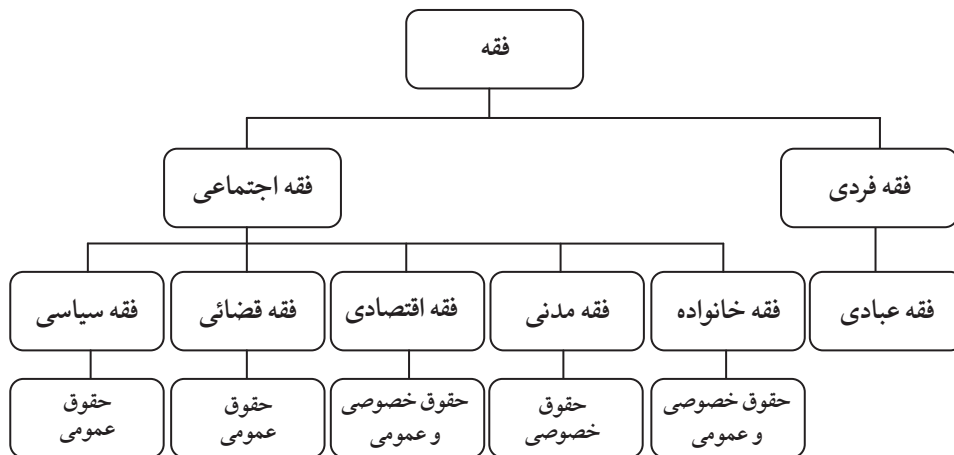 فقه
فقه فردی
فقه اجتماعی
فقه عبادی
فقه خانواده
فقه مدنی
فقه اقتصادی
فقه قضائی
فقه سیاسی
حقوق خصوصی
و عمومی
حقوق
خصوصی
حقوق خصوصی
و عمومی
حقوق
عمومی
حقوق
عمومی